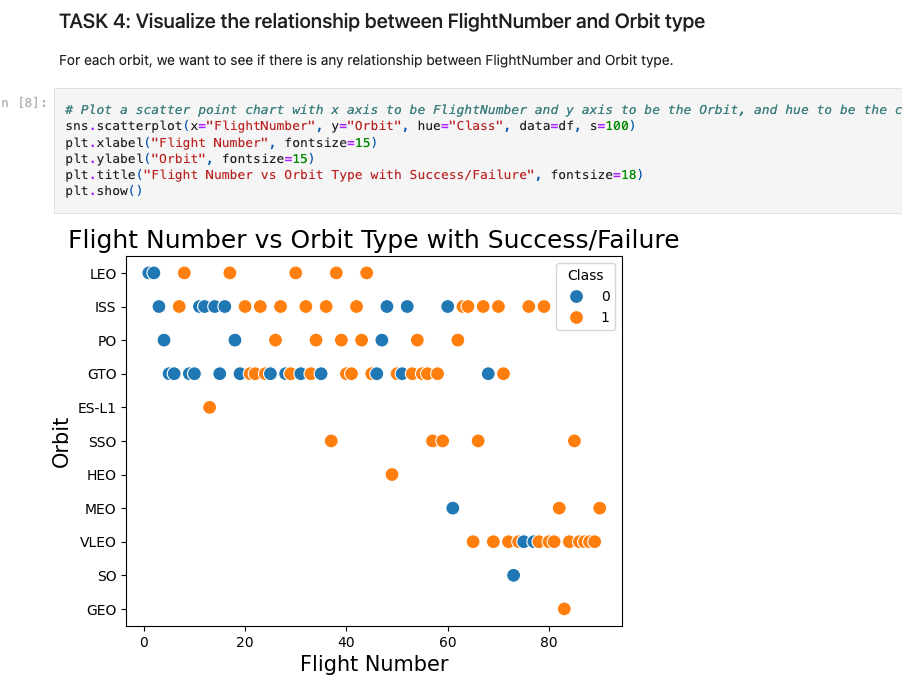 TASK 4: Visualize the relationship between FlightNumber and Orbit type
For each orbit, we want to see if there is any relationship between FlightNumber and Orbit type.
n [8]:
# Plot a scatter point chart with x axis to be FlightNumber and y axis to be the Orbit, and hue to be the c
sns.scatterplot(x="FlightNumber", y="Orbit", hue="Class", data=df, s=100)
plt.xlabel("Flight Number", fontsize=15)
plt.ylabel("Orbit", fontsize=15)
plt.title("Flight Number vs Orbit Type with Success/Failure", fontsize=18)
plt.show()
Flight Number vs Orbit Type with Success/Failure
Class
0
1
LEO
ISS
PO
GTO
ES-L1
SSO
HEO
MEO
VLEO
SO
GEO
Orbit
0 20 40 60 80
Flight Number